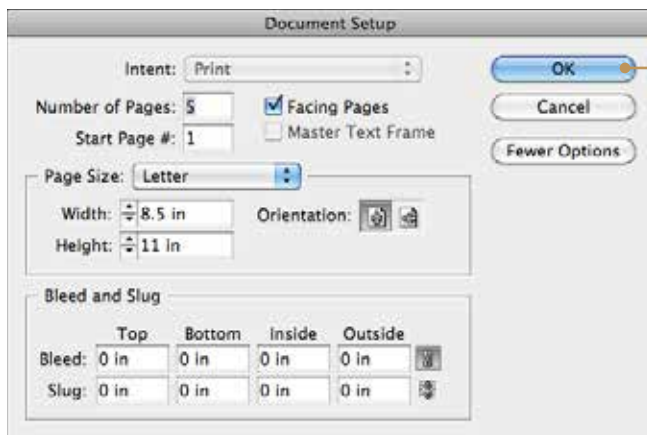 Document Setup
Intent: Print
OK
Number of Pages: 5
Facing Pages
Cancel
Start Page #: 1
Master Text Frame
Fewer Options
Page Size: Letter
Width: 8.5 in
Orientation:
Height: 11 in
Bleed and Slug
Top Bottom Inside Outside
Bleed: 0 in 0 in 0 in 0 in
Slug: 0 in 0 in 0 in 0 in